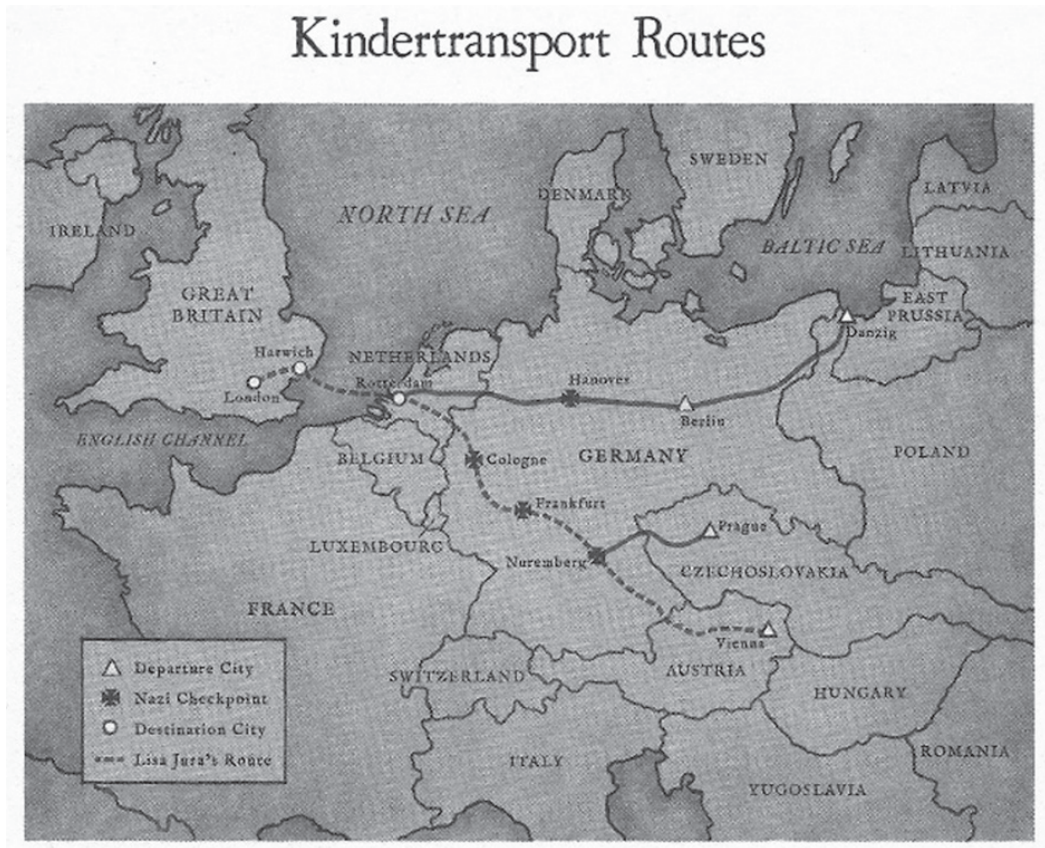 Kindertransport Routes
SWEDEN
DENMARK
LATVIA
NORTH SEA
IRELAND
BALTIC SEA
LITHUANIA
GREAT
BRITAIN
EAST
PRUSSIA
Danzig
Harwich
NETHERLANDS
Rotterdam
Hanover
London
Berlin
ENGLISH CHANNEL
BELGIUM
Cologne
GERMANY
POLAND
Frankfurt
Prague
LUXEMBOURG
Nuremberg
CZECHOSLOVAKIA
FRANCE
Vienna
Departure City
SWITZERLAND
AUSTRIA
Nazi Checkpoint
HUNGARY
Destination City
Lisa Jura's Route
ITALY
ROMANIA
YUGOSLAVIA